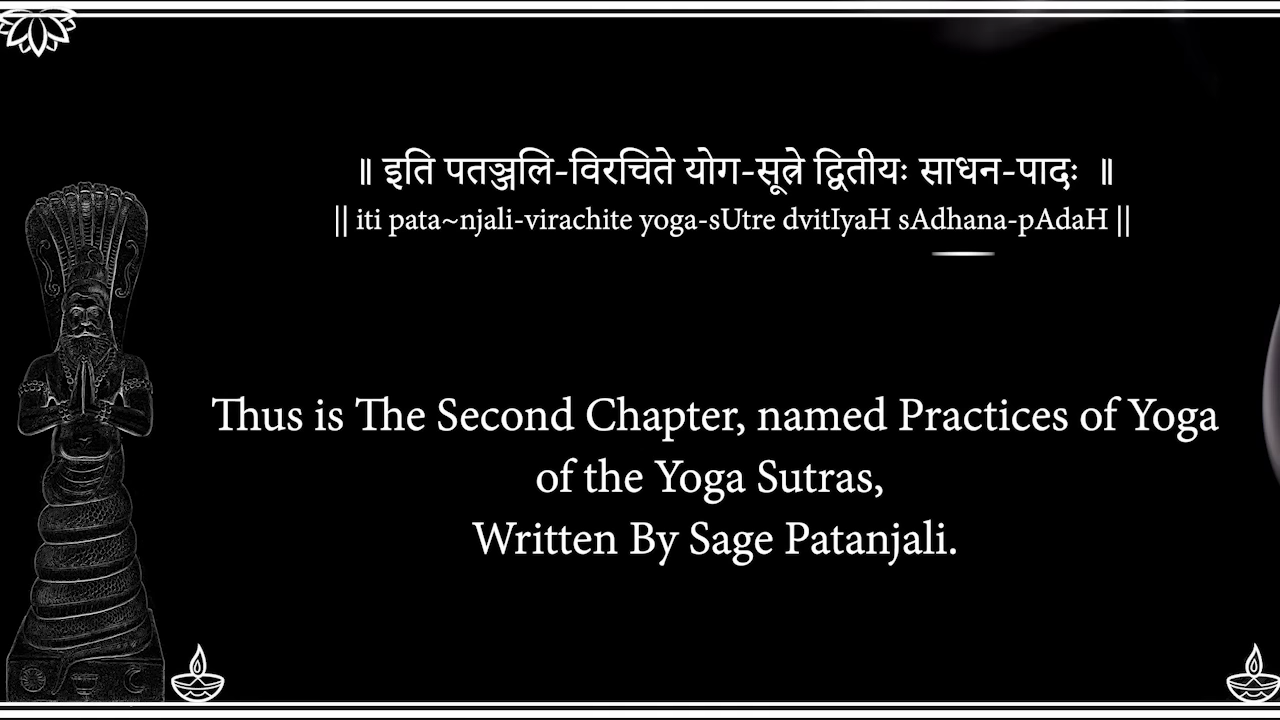 ॥ इति पतञ्जलि-विरचिते योग-सूत्रे द्वितीयः साधन-पादः ॥
|| iti pata~njali-virachite yoga-sUtre dvitIyaH sAdhana-pAdaH ||
Thus is The Second Chapter, named Practices of Yoga
of the Yoga Sutras,
Written By Sage Patanjali.